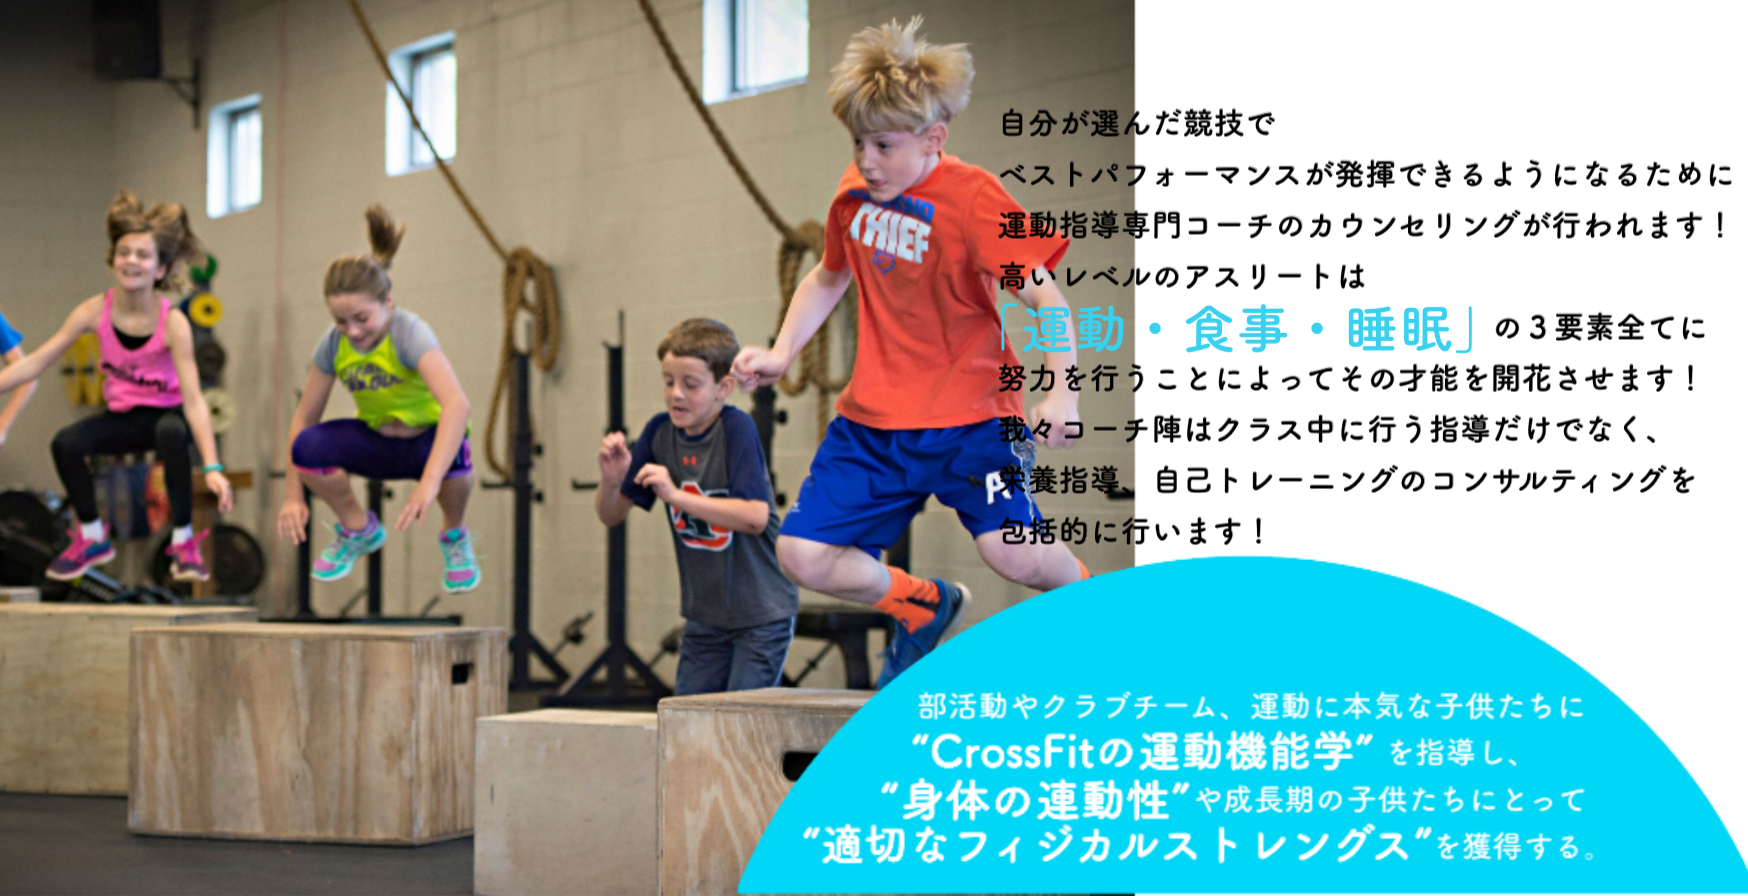 THIEF
自分が選んだ競技で
ベストパフォーマンスが発揮できるようになるために
運動指導専門コーチのカウンセリングが行われます！
高いレベルのアスリートは
「運動・食事・睡眠」の３要素全てに
努力を行うことによってその才能を開花させます！
我々コーチ陣はクラス中に行う指導だけでなく、
栄養指導、自己トレーニングのコンサルティングを
包括的に行います！
部活動やクラブチーム、運動に本気な子供たちに
“CrossFitの運動機能学”を指導し、
“身体の連動性”や成長期の子供たちにとって
“適切なフィジカルストレングス”を獲得する。